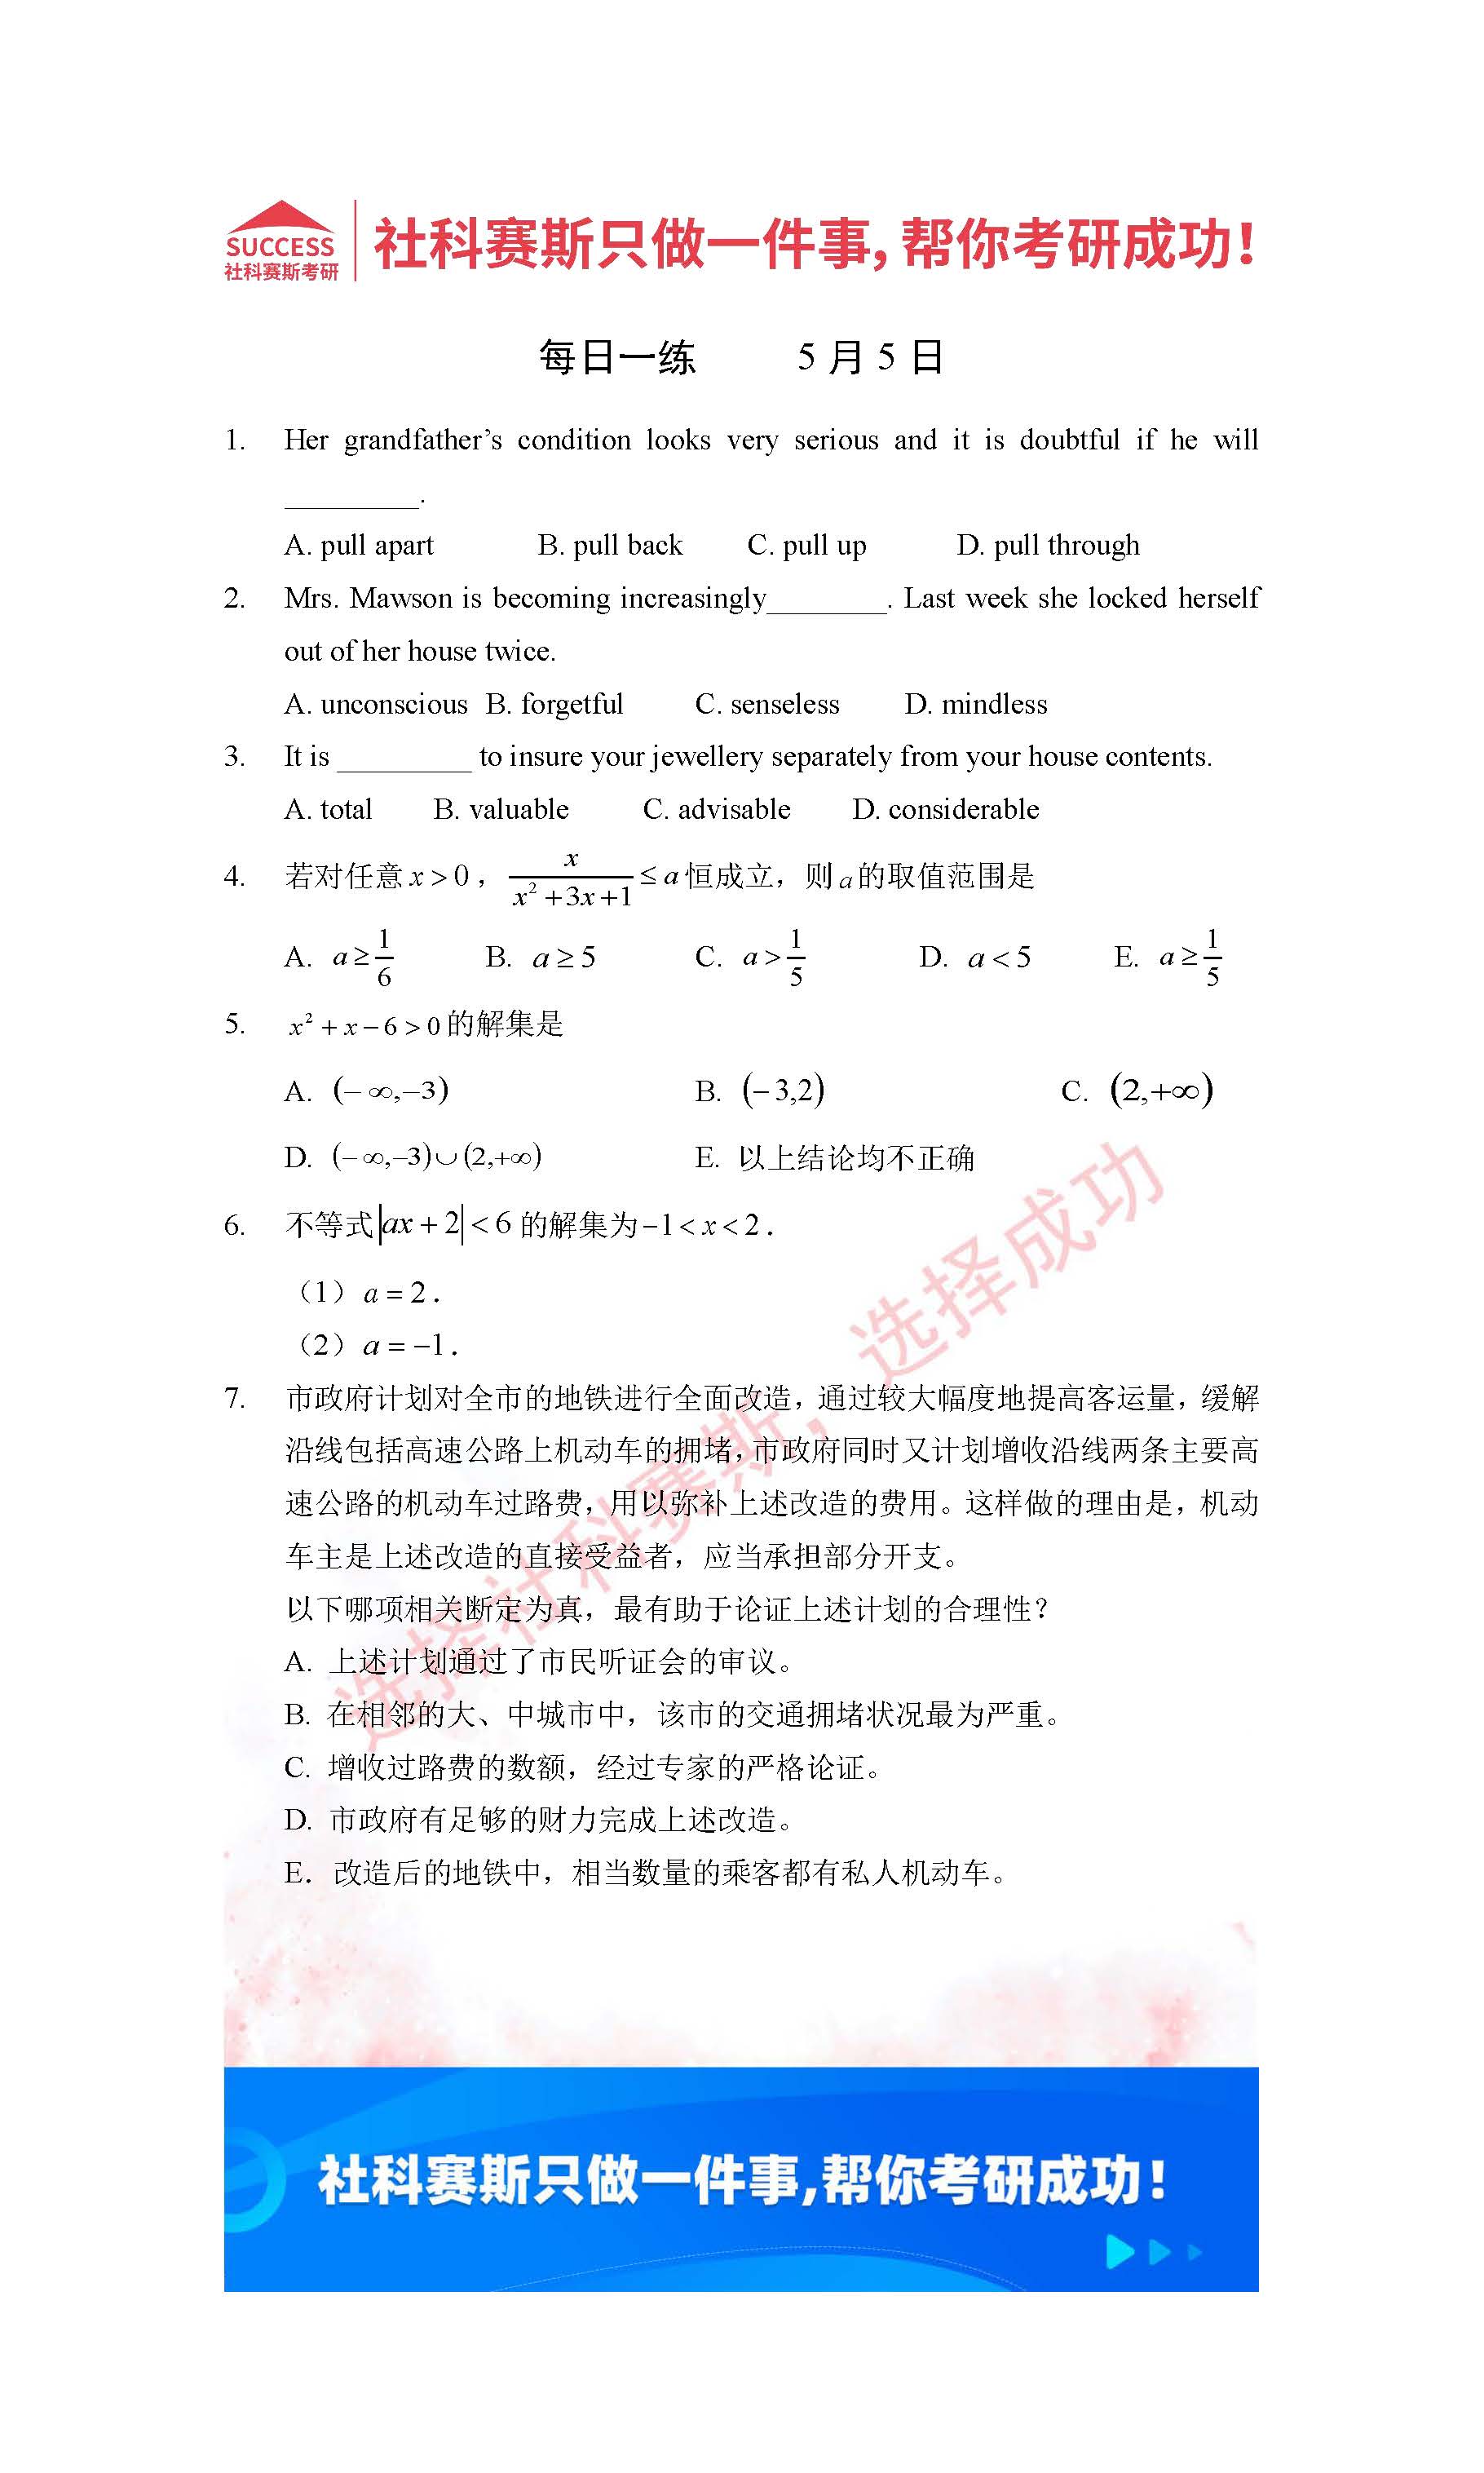 SUCCESS
社科赛斯考研
社科赛斯只做一件事，帮你考研成功！
每日一练 5 月 5 日
1. Her grandfather’s condition looks very serious and it is doubtful if he will
_________.
A. pull apart B. pull back C. pull up D. pull through
2. Mrs. Mawson is becoming increasingly________. Last week she locked herself
out of her house twice.
A. unconscious B. forgetful C. senseless D. mindless
3. It is _________ to insure your jewellery separately from your house contents.
A. total B. valuable C. advisable D. considerable
4. 若对任意 x > 0 ， x/(x² + 3x + 1) ≤ a 恒成立，则 a 的取值范围是
A. a ≥ 1/6 B. a ≥ 5 C. a > 1/5 D. a < 5 E. a ≥ 1/5
5. x² + x − 6 > 0 的解集是
A. (− ∞,−3) B. (− 3,2) C. (2,+∞)
D. (− ∞,−3)∪(2,+∞) E. 以上结论均不正确
6. 不等式|ax + 2| < 6 的解集为 −1 < x < 2 .
（1）a = 2 .
（2）a = −1 .
7. 市政府计划对全市的地铁进行全面改造，通过较大幅度地提高客运量，缓解
沿线包括高速公路上机动车的拥堵，市政府同时又计划增收沿线两条主要高
速公路的机动车过路费，用以弥补上述改造的费用。这样做的理由是，机动
车主是上述改造的直接受益者，应当承担部分开支。
以下哪项相关断定为真，最有助于论证上述计划的合理性？
A. 上述计划通过了市民听证会的审议。
B. 在相邻的大、中城市中，该市的交通拥堵状况最为严重。
C. 增收过路费的数额，经过专家的严格论证。
D. 市政府有足够的财力完成上述改造。
E. 改造后的地铁中，相当数量的乘客都有私人机动车。
选择社科赛斯，选择成功
社科赛斯只做一件事,帮你考研成功！